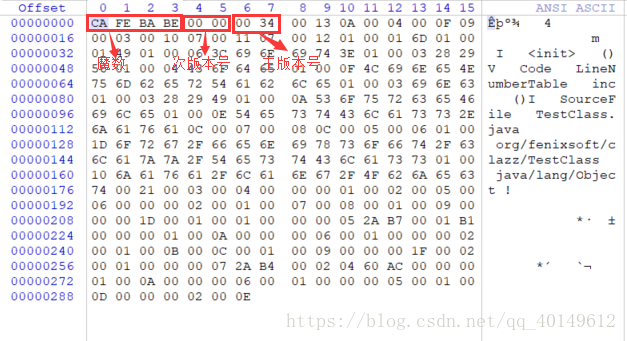 Offset 0 1 2 3 4 5 6 7 8 9 10 11 12 13 14 15 ANSI ASCII
00000000 CA FE BA BE 00 00 00 34 00 13 0A 00 04 00 0F 09 Êþº¾ 4
00000016 03 00 10 07 11 07 00 12 01 00 01 6D 01 00 m
00000032 01 49 01 00 06 3C 69 6E 69 74 3E 01 00 03 28 29 I <init> ()
魔数 次版本号 主版本号
00000048 01 00 04 43 6F 64 65 01 00 0F 4C 69 6E 65 4E V Code LineN
00000064 75 6D 62 65 72 54 61 62 6C 65 01 00 03 69 6E 63 umberTable inc
00000080 01 00 03 28 29 49 01 00 0A 53 6F 75 72 63 65 46 ()I SourceF
00000096 69 6C 65 01 00 0E 54 65 73 74 43 6C 61 73 73 2E ile TestClass.
00000112 6A 61 76 61 0C 00 07 00 08 0C 00 05 00 06 01 00 java
00000128 1D 6F 72 67 2F 66 65 6E 69 78 73 6F 66 74 2F 63 org/fenixsoft/c
00000144 6C 61 7A 7A 2F 54 65 73 74 43 6C 61 73 73 01 00 lazz/TestClass
00000160 10 6A 61 76 61 2F 6C 61 6E 67 2F 4F 62 6A 65 63 java/lang/Objec
00000176 74 00 21 00 03 00 04 00 00 00 01 00 02 00 05 00 t !
00000192 06 00 00 00 02 00 01 00 07 00 08 00 01 00 09 00
00000208 00 00 1D 00 01 00 01 00 00 00 05 2A B7 00 01 B1 *· ±
00000224 00 00 00 01 00 0A 00 00 00 06 00 01 00 00 00 02
00000240 00 01 00 0B 00 0C 00 01 00 09 00 00 00 1F 00 02
00000256 00 01 00 00 00 07 2A B4 00 02 04 60 AC 00 00 00 *´ `¬
00000272 01 00 0A 00 00 00 06 00 01 00 00 00 05 00 01 00
00000288 0D 00 00 00 02 00 0E
https://blog.csdn.net/qq_40149612